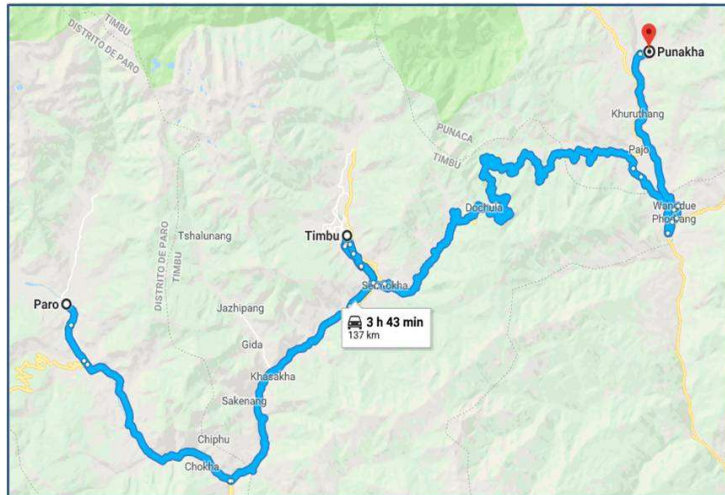 TIMBU
DISTRITO DE PARO
Punakha
Khuruthang
PUNACA
TIMBU
Pajo
Dochula
Wangdue
Phodrang
Timbu
Tshalunang
DISTRITO DE PARO
TIMBU
Paro
Jazhipang
3 h 43 min
137 km
Gida
Khasakha
Sakenang
Chiphu
Chokha